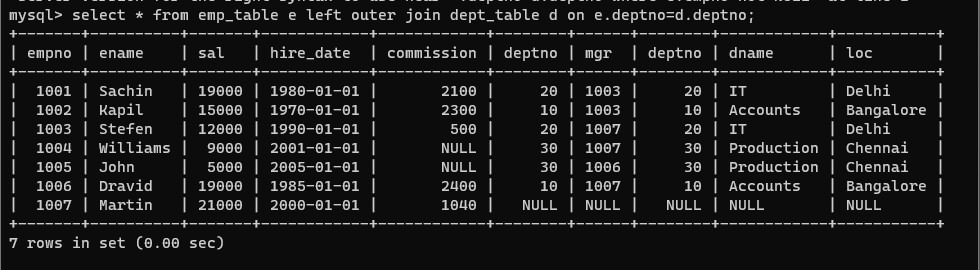 mysql> select * from emp_table e left outer join dept_table d on e.deptno=d.deptno;
+-------+----------+-------+------------+------------+--------+------+--------+------------+-----------+
| empno | ename    | sal   | hire_date  | commission | deptno | mgr  | deptno | dname      | loc       |
+-------+----------+-------+------------+------------+--------+------+--------+------------+-----------+
|  1001 | Sachin   | 19000 | 1980-01-01 |       2100 |     20 | 1003 |     20 | IT         | Delhi     |
|  1002 | Kapil    | 15000 | 1970-01-01 |       2300 |     10 | 1003 |     10 | Accounts   | Bangalore |
|  1003 | Stefen   | 12000 | 1990-01-01 |        500 |     20 | 1007 |     20 | IT         | Delhi     |
|  1004 | Williams |  9000 | 2001-01-01 |       NULL |     30 | 1007 |     30 | Production | Chennai   |
|  1005 | John     |  5000 | 2005-01-01 |       NULL |     30 | 1006 |     30 | Production | Chennai   |
|  1006 | Dravid   | 19000 | 1985-01-01 |       2400 |     10 | 1007 |     10 | Accounts   | Bangalore |
|  1007 | Martin   | 21000 | 2000-01-01 |       1040 |   NULL | NULL |   NULL | NULL       | NULL      |
+-------+----------+-------+------------+------------+--------+------+--------+------------+-----------+
7 rows in set (0.00 sec)